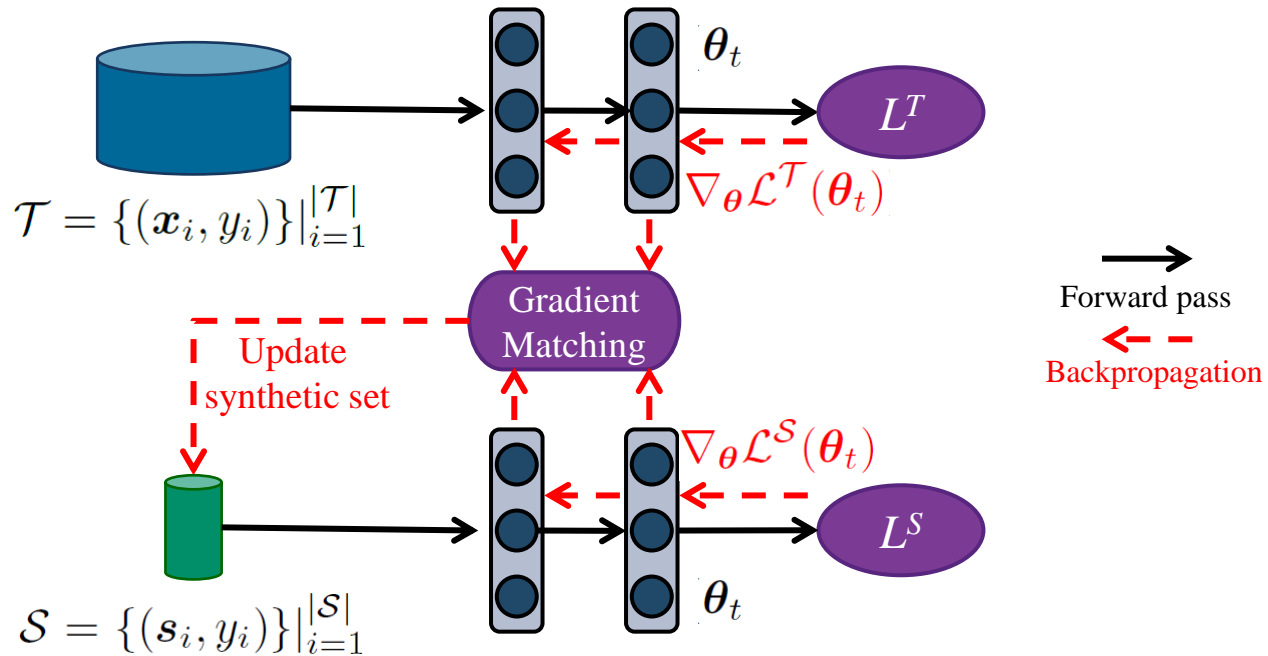 θ_t
L^T
∇_θ 𝓛^𝒯(θ_t)
𝒯 = {(x_i, y_i)}|_{i=1}^{|𝒯|}
Gradient
Matching
Forward pass
Update
synthetic set
Backpropagation
∇_θ 𝓛^𝒮(θ_t)
L^S
θ_t
𝒮 = {(s_i, y_i)}|_{i=1}^{|𝒮|}